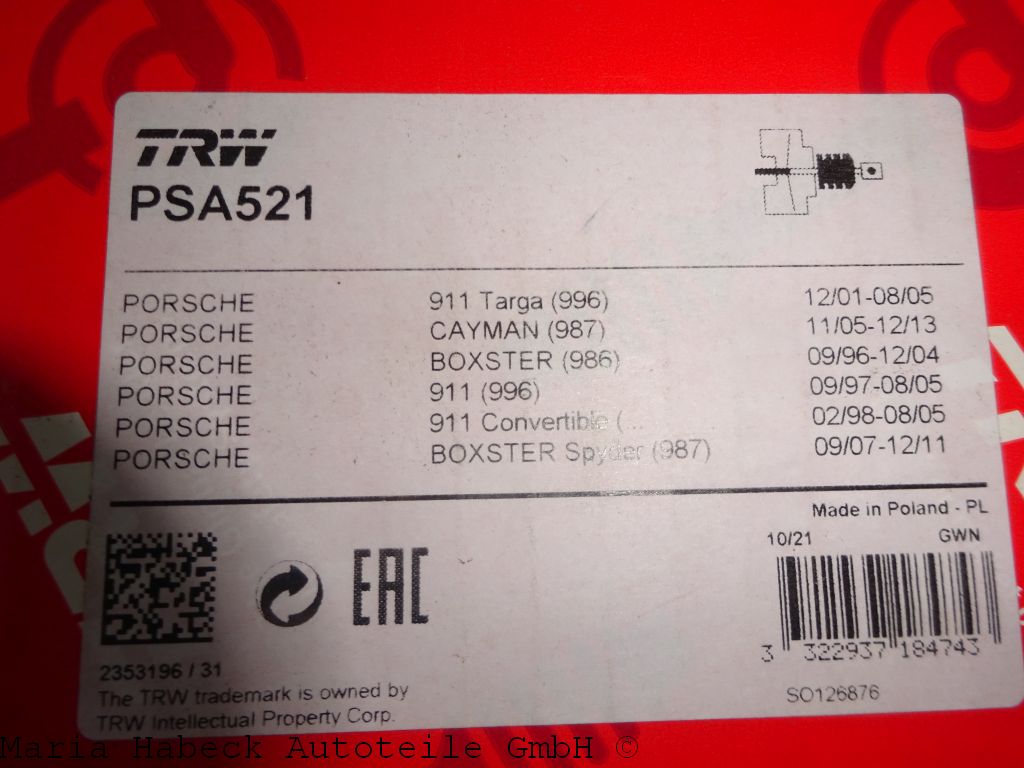 TRW
PSA521
PORSCHE 911 Targa (996) 12/01-08/05
PORSCHE CAYMAN (987) 11/05-12/13
PORSCHE BOXSTER (986) 09/96-12/04
PORSCHE 911 (996) 09/97-08/05
PORSCHE 911 Convertible (... 02/98-08/05
PORSCHE BOXSTER Spyder (987) 09/07-12/11
Made in Poland - PL
10/21 GWN
EAC
3 322937 184743
2353196 / 31
The TRW trademark is owned by
TRW Intellectual Property Corp.
SO126876
Maria Habeck Autoteile GmbH ©